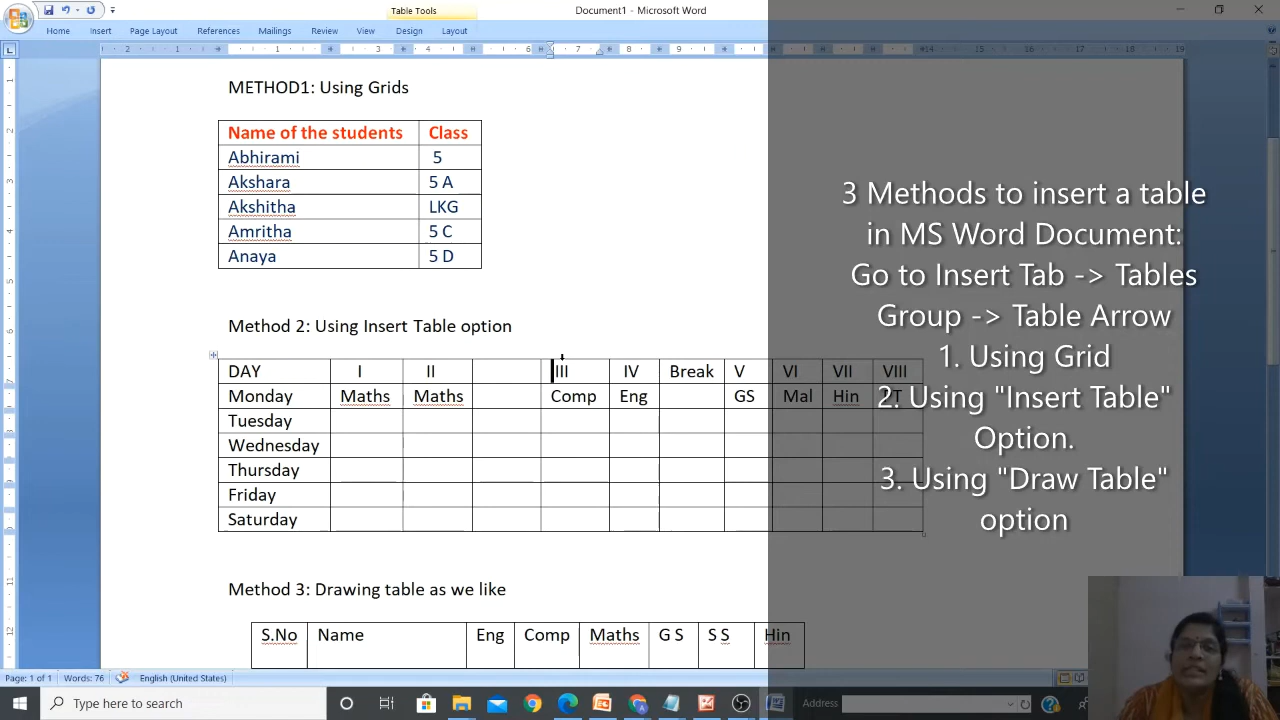 Table Tools
Document1 - Microsoft Word
Home Insert Page Layout References Mailings Review View Design Layout
METHOD1: Using Grids
Name of the students Class
Abhirami 5
Akshara 5 A
Akshitha LKG
Amritha 5 C
Anaya 5 D
Method 2: Using Insert Table option
DAY I II III IV Break V VI VII VIII
Monday Maths Maths Comp Eng GS Mal Hin PT
Tuesday
Wednesday
Thursday
Friday
Saturday
Method 3: Drawing table as we like
S.No Name Eng Comp Maths G S S S Hin
3 Methods to insert a table
in MS Word Document:
Go to Insert Tab -> Tables
Group -> Table Arrow
1. Using Grid
2. Using "Insert Table"
Option.
3. Using "Draw Table"
option
Page: 1 of 1 Words: 76 English (United States)
Type here to search
Address